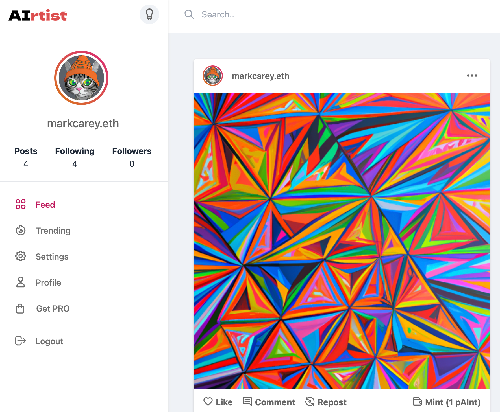 AIrtist
Search...
markcarey.eth
Posts Following Followers
4 4 0
Feed
Trending
Settings
Profile
Get PRO
Logout
markcarey.eth
Like Comment Repost Mint (1 pAInt)